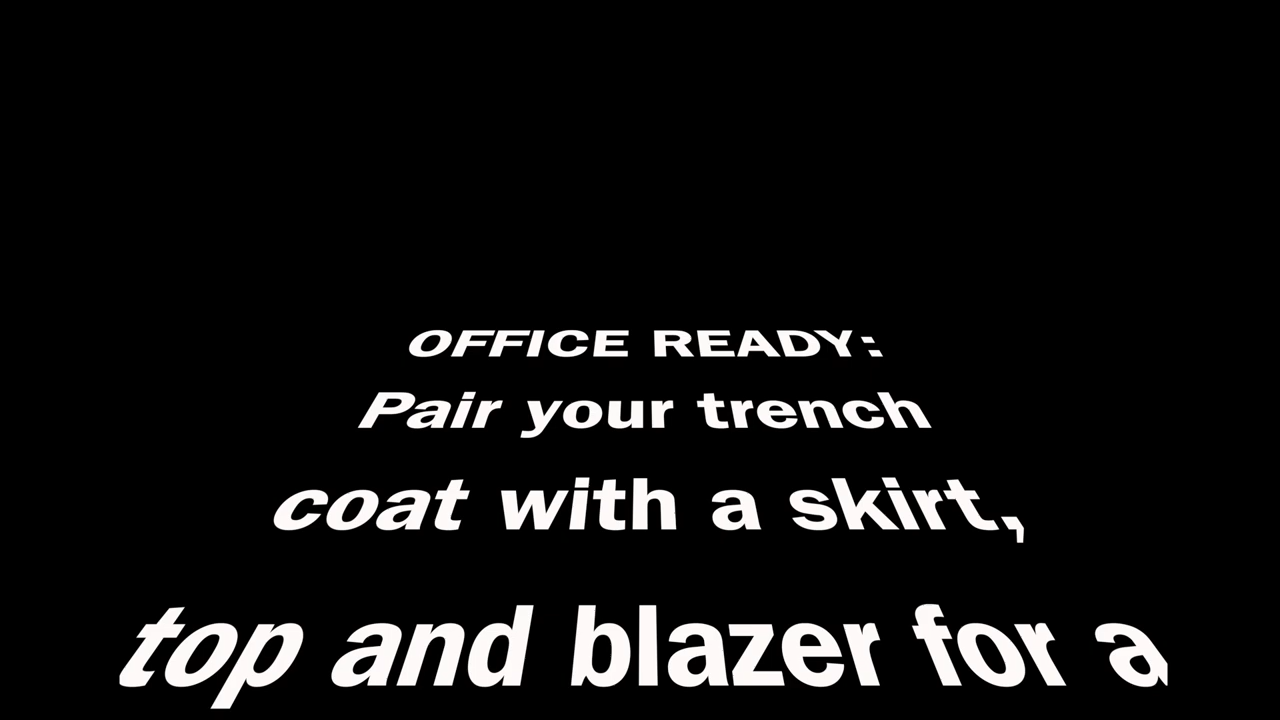 OFFICE READY:
Pair your trench
coat with a skirt,
top and blazer for a